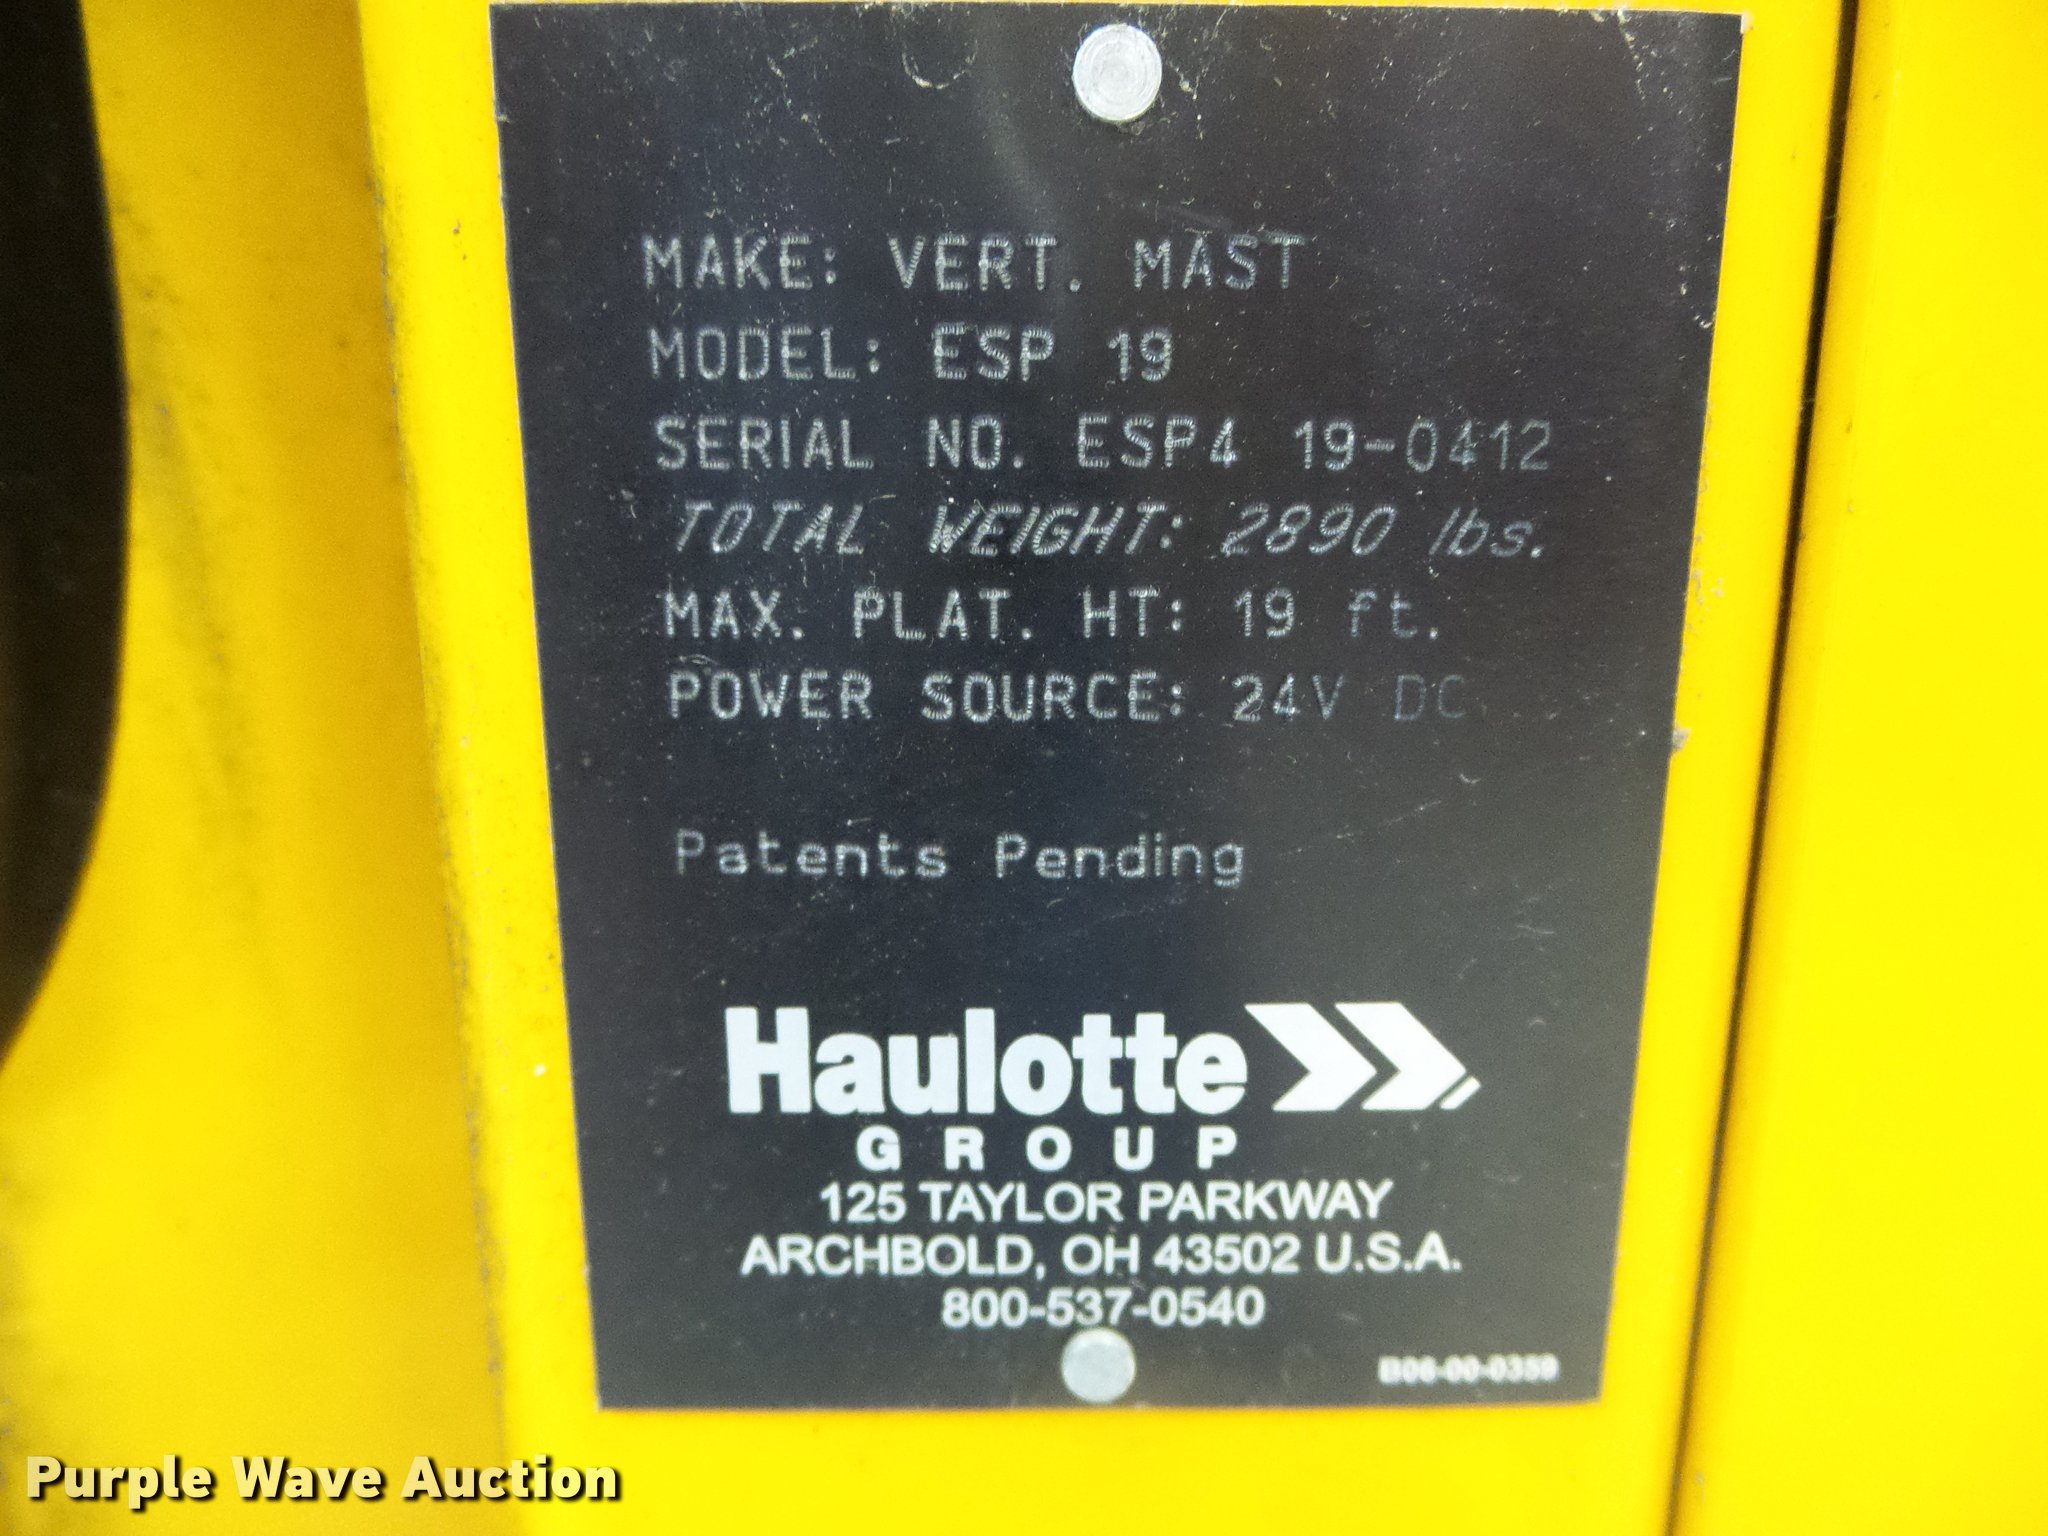 MAKE: VERT. MAST
MODEL: ESP 19
SERIAL NO. ESP4 19-0412
TOTAL WEIGHT: 2890 lbs.
MAX. PLAT. HT: 19 ft.
POWER SOURCE: 24V DC
Patents Pending
Haulotte
GROUP
125 TAYLOR PARKWAY
ARCHBOLD, OH 43502 U.S.A.
800-537-0540
Purple Wave Auction